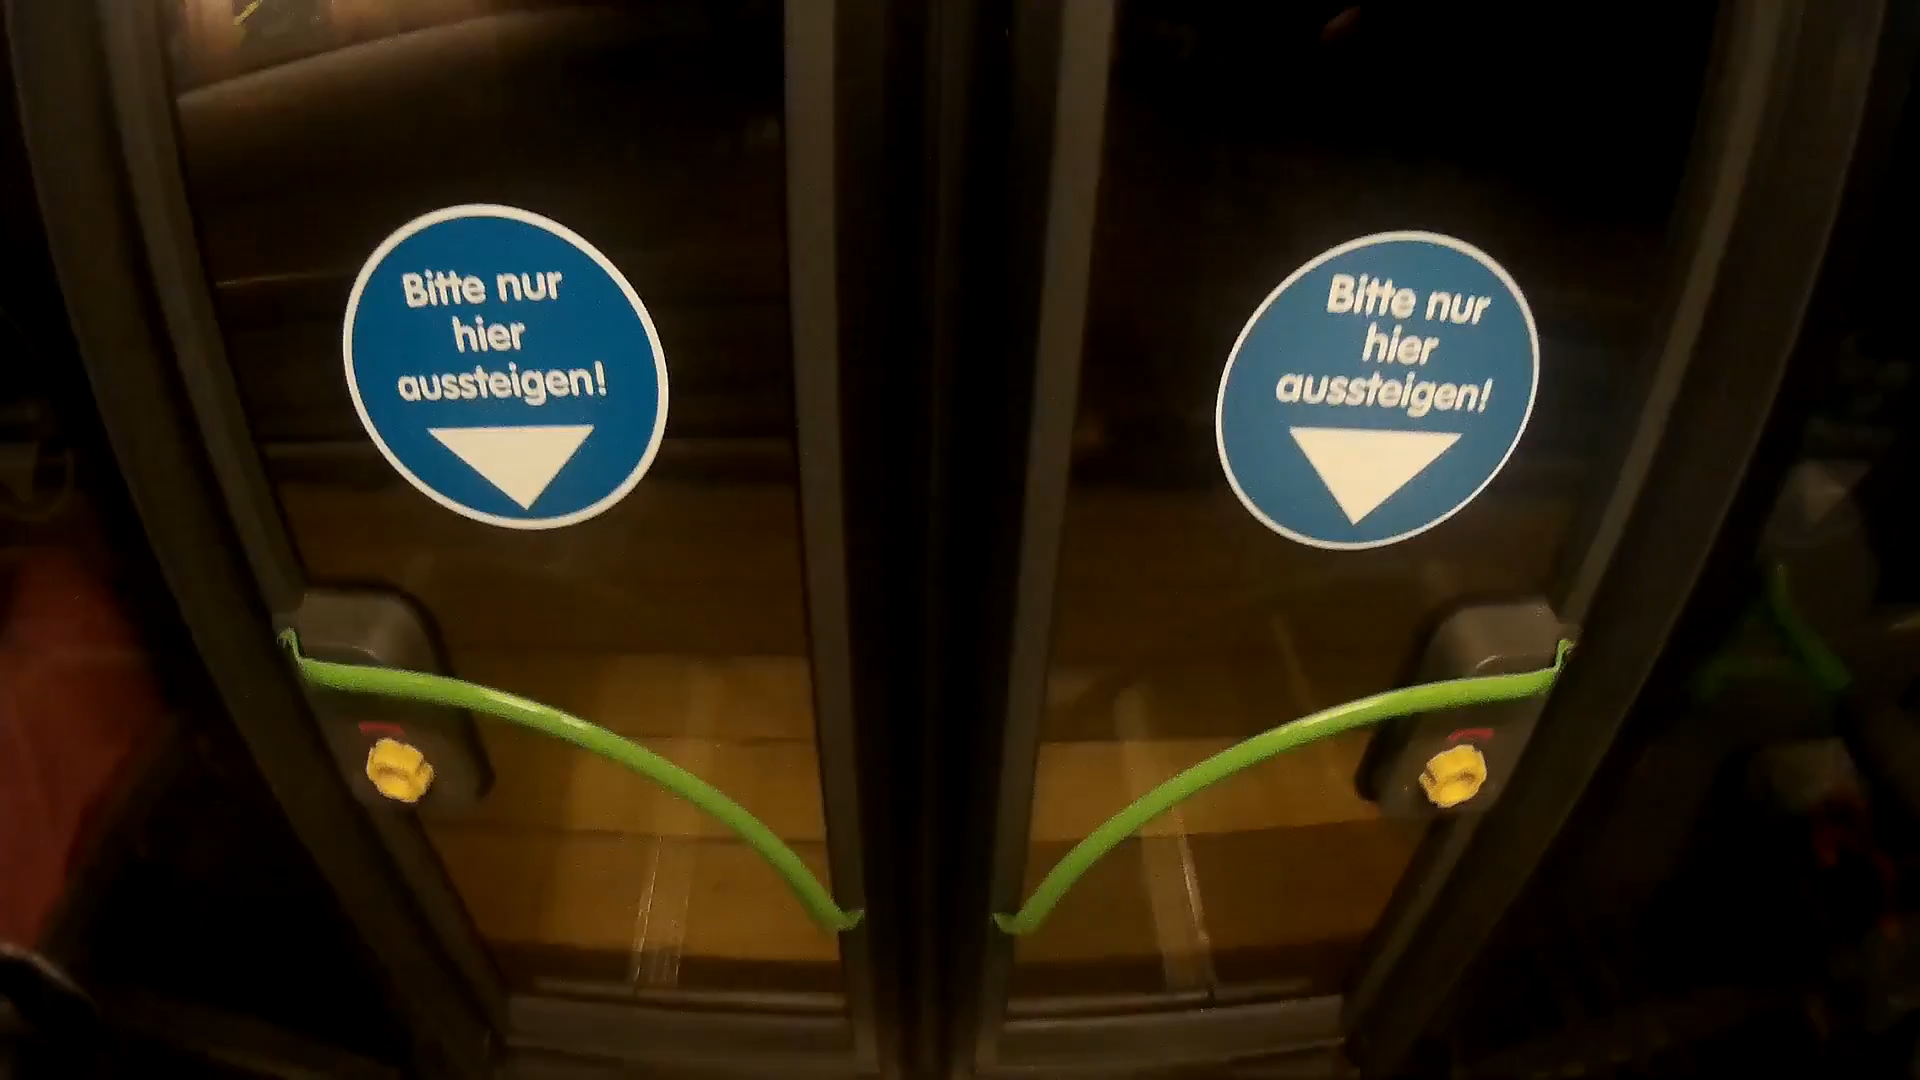 Bitte nur
hier
aussteigen!
Bitte nur
hier
aussteigen!